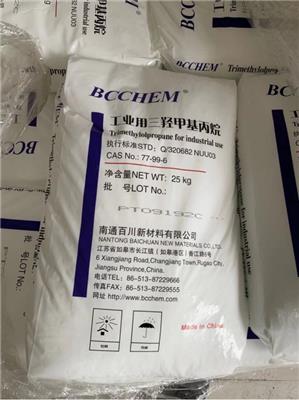 BCCHEM®
工业用三羟甲基丙烷
Trimethylolpropane for industrial use
执行标准STD: Q/320682 NUU03
CAS No.: 77-99-6
净含量NET WT: 25 kg
批 号LOT No.:
PT09192C
南通百川新材料有限公司
NANTONG BAICHUAN NEW MATERIALS CO.,LTD.
江苏省如皋市长江镇（如皋港区）香江路6号
6 Xiangjiang Road,Changjiang Town,Rugao City,
Jiangsu Province,China.
电话TEL: 86-513-87229666
传真FAX: 86-513-87229555
网址 http://www.bcchem.com
Made in China